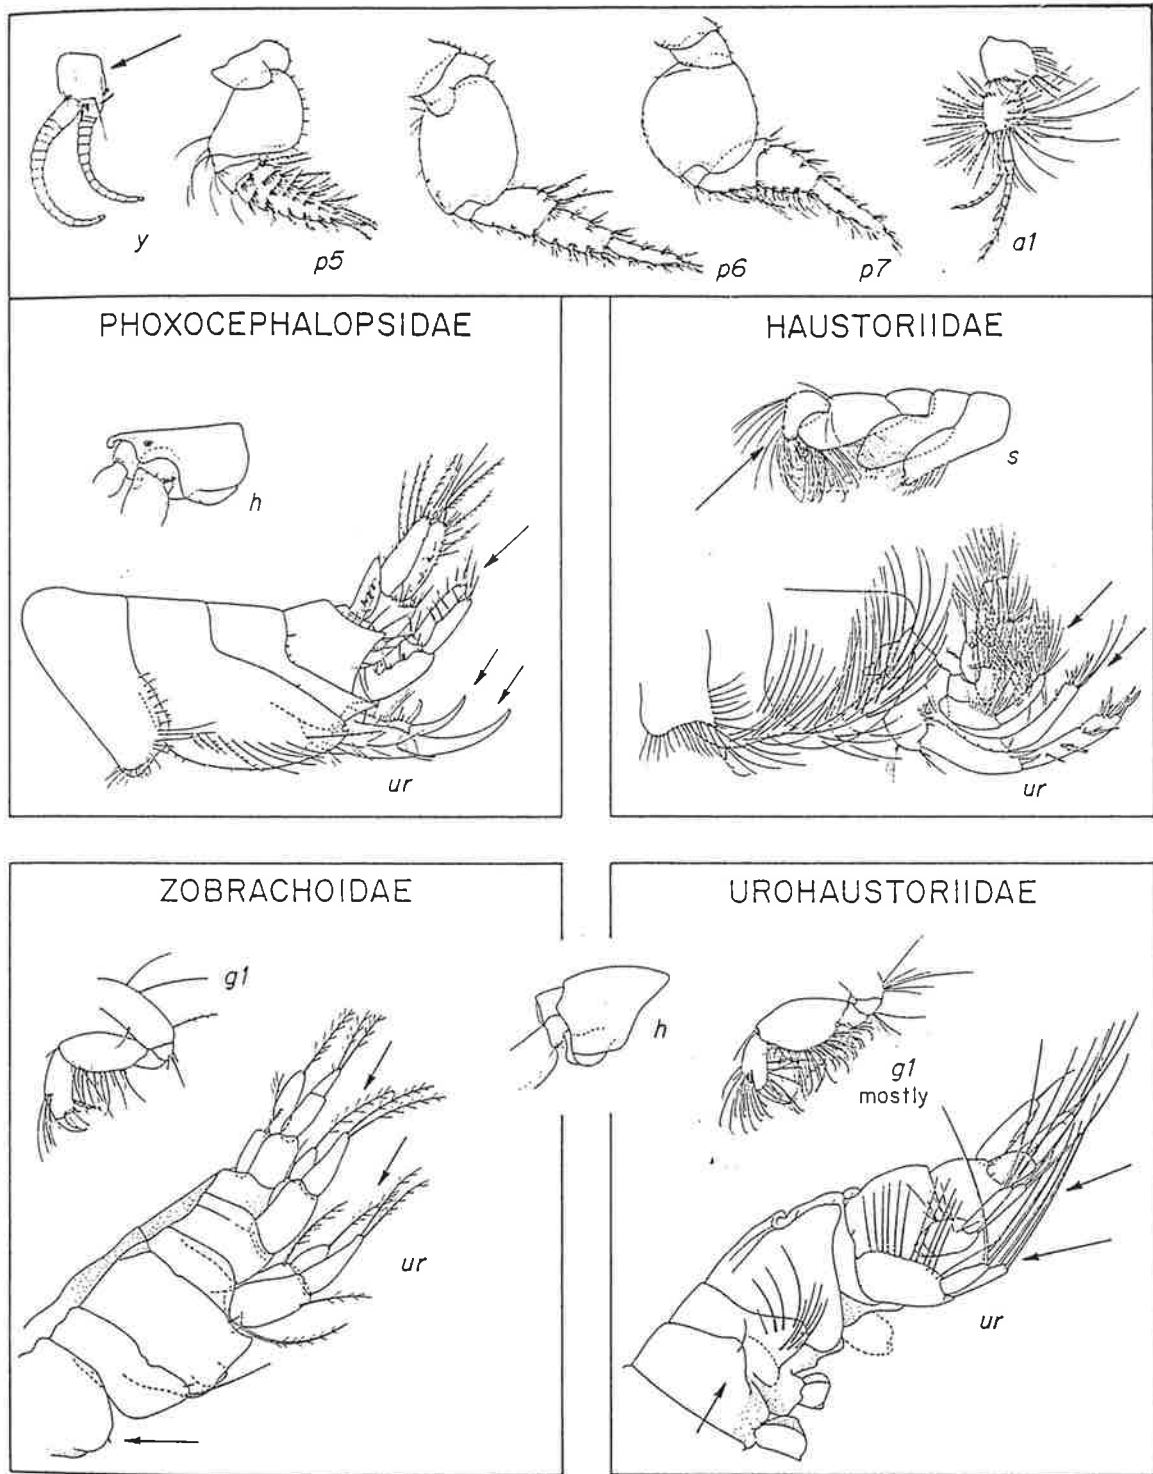 y
p5
p6
p7
a1
PHOXOCEPHALOPSIDAE
h
ur
HAUSTORIIDAE
s
ur
ZOBRACHOIDAE
g1
ur
h
UROHAUSTORIIDAE
g1
mostly
ur